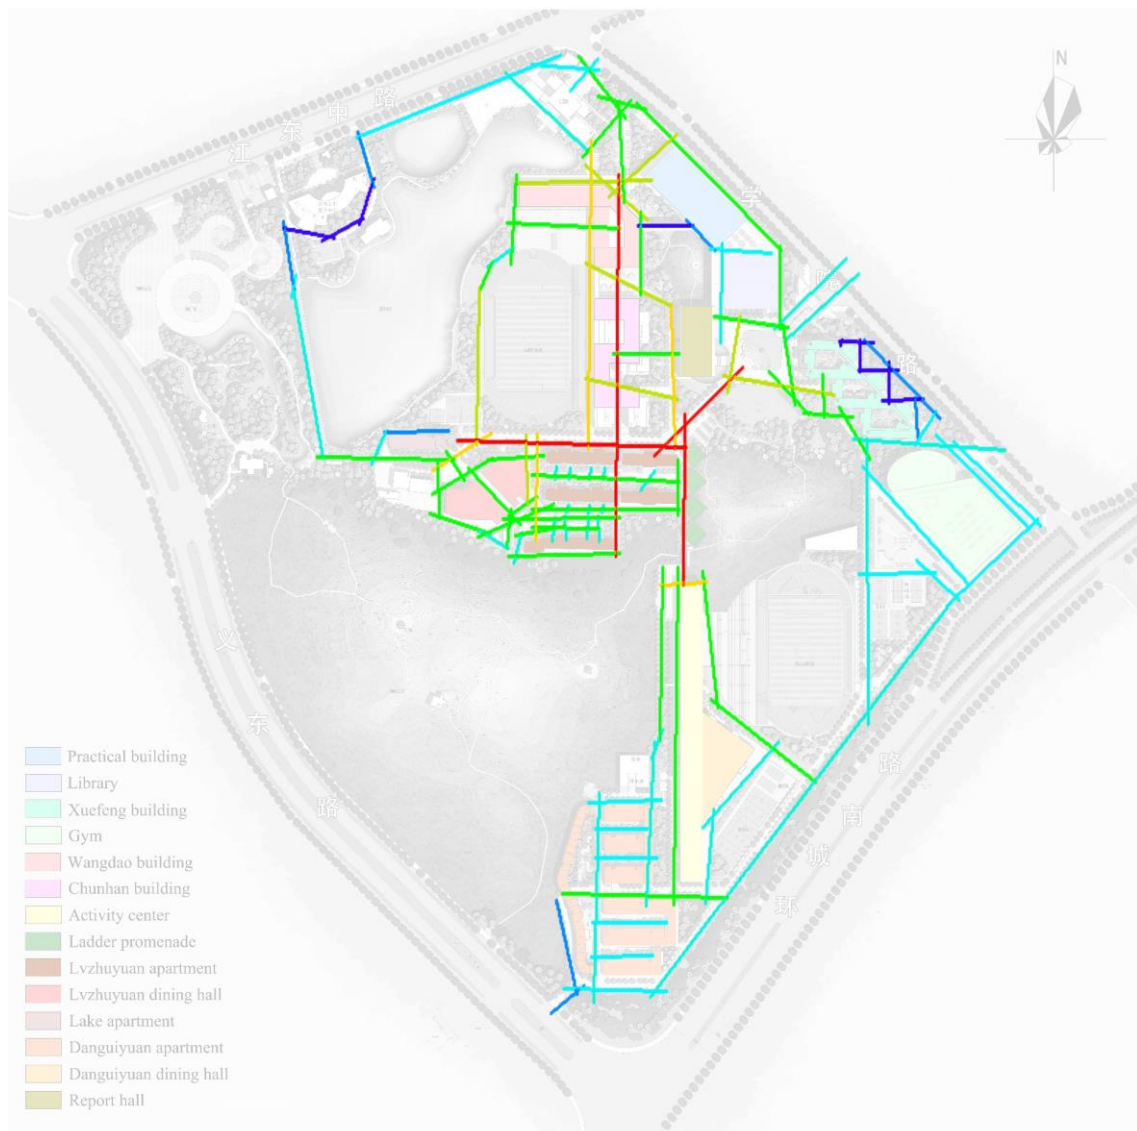 N
江 东 中 路
学 院 路
义 东 路
环 城 南 路
Practical building
Library
Xuefeng building
Gym
Wangdao building
Chunhan building
Activity center
Ladder promenade
Lvzhuyuan apartment
Lvzhuyuan dining hall
Lake apartment
Danguiyuan apartment
Danguiyuan dining hall
Report hall